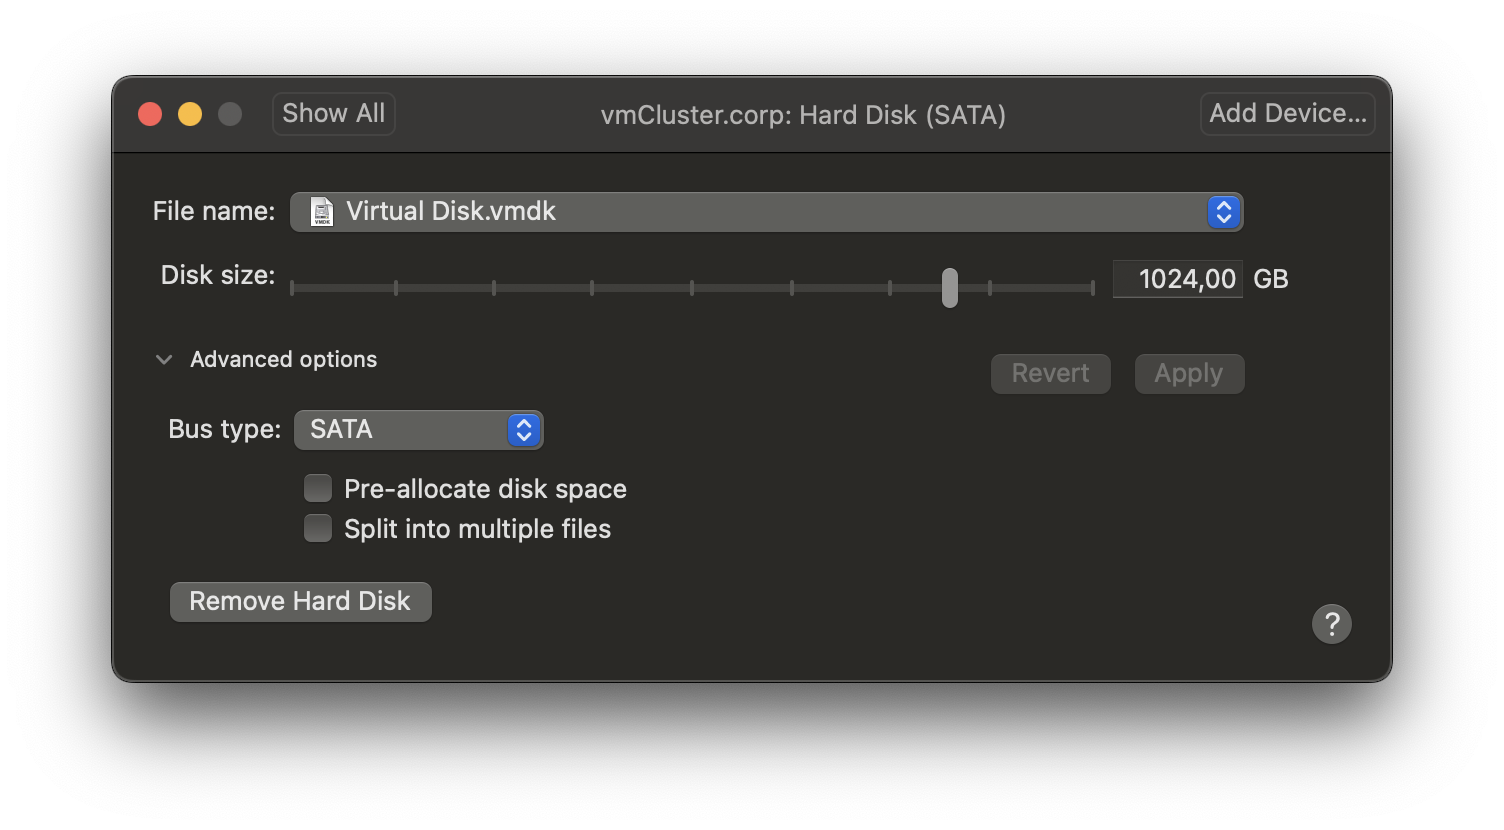 Show All
vmCluster.corp: Hard Disk (SATA)
Add Device...
File name:
VMDK
Virtual Disk.vmdk
Disk size:
1024,00 GB
Advanced options
Revert
Apply
Bus type:
SATA
Pre-allocate disk space
Split into multiple files
Remove Hard Disk
?